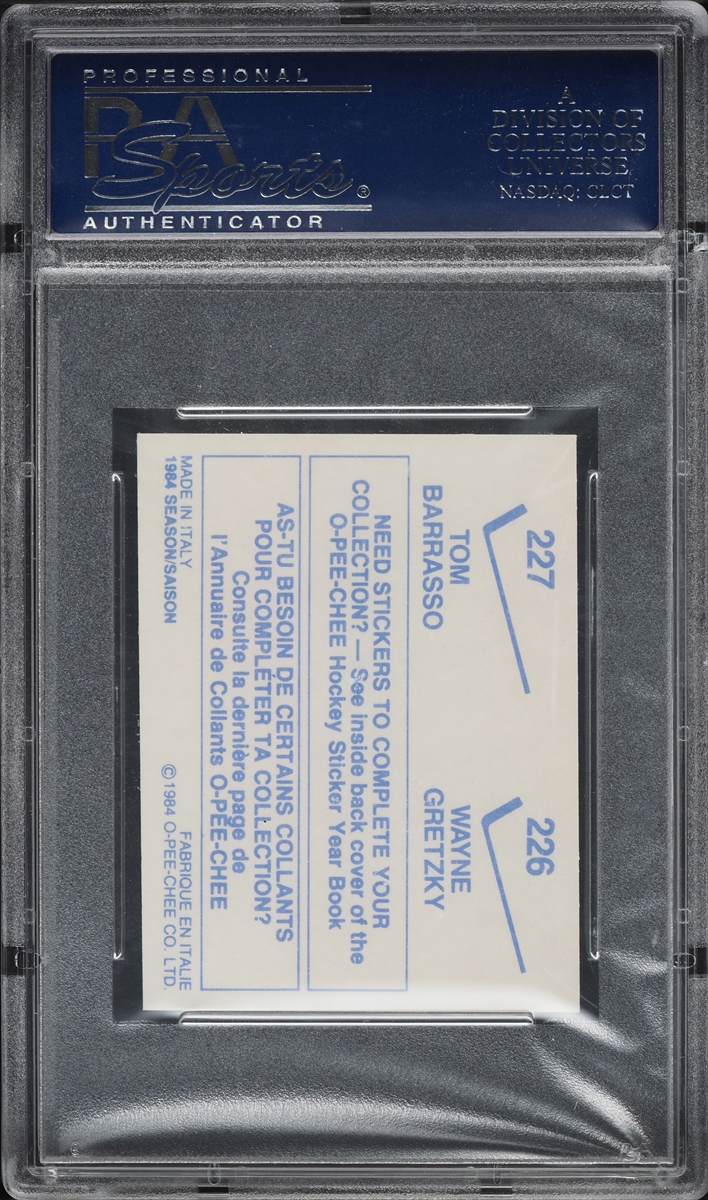 PROFESSIONAL
PSA
Sports®
AUTHENTICATOR
A
DIVISION OF
COLLECTORS
UNIVERSE
NASDAQ: CLCT
227
TOM
BARRASSO
226
WAYNE
GRETZKY
NEED STICKERS TO COMPLETE YOUR
COLLECTION? — See inside back cover of the
O-PEE-CHEE Hockey Sticker Year Book
AS-TU BESOIN DE CERTAINS COLLANTS
POUR COMPLÉTER TA COLLECTION?
Consulte la dernière page de
l'Annuaire de Collants O-PEE-CHEE
MADE IN ITALY
1984 SEASON/SAISON
FABRIQUE EN ITALIE
©1984 O-PEE-CHEE CO. LTD.